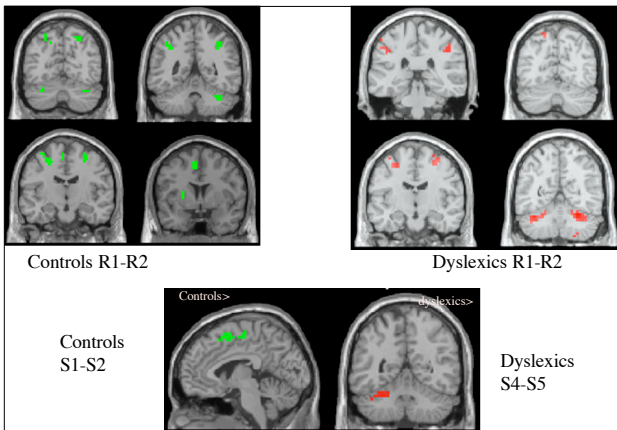 Controls R1-R2
Dyslexics R1-R2
Controls>
dyslexics>
Controls
S1-S2
Dyslexics
S4-S5